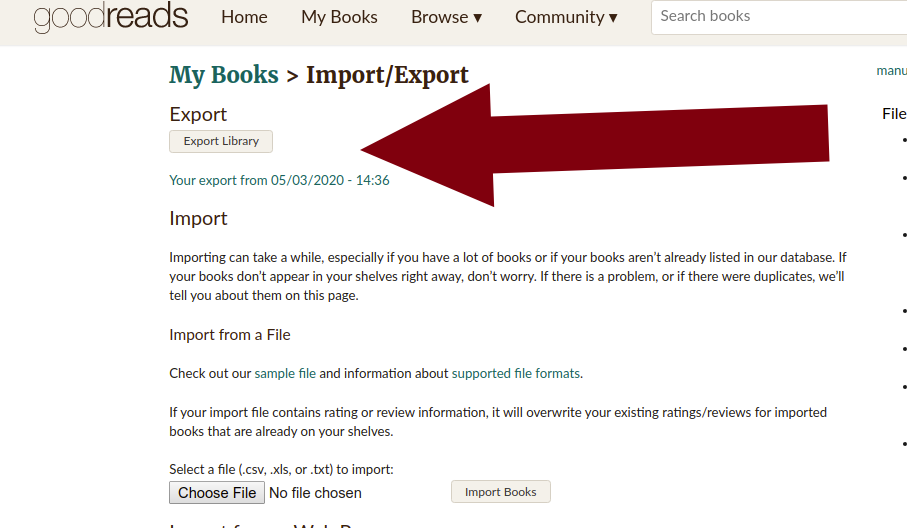 goodreads Home My Books Browse ▾ Community ▾ Search books
My Books > Import/Export
manu
Export
File
Export Library
Your export from 05/03/2020 - 14:36
Import
Importing can take a while, especially if you have a lot of books or if your books aren’t already listed in our database. If
your books don’t appear in your shelves right away, don’t worry. If there is a problem, or if there were duplicates, we’ll
tell you about them on this page.
Import from a File
Check out our sample file and information about supported file formats.
If your import file contains rating or review information, it will overwrite your existing ratings/reviews for imported
books that are already on your shelves.
Select a file (.csv, .xls, or .txt) to import:
Choose File No file chosen Import Books